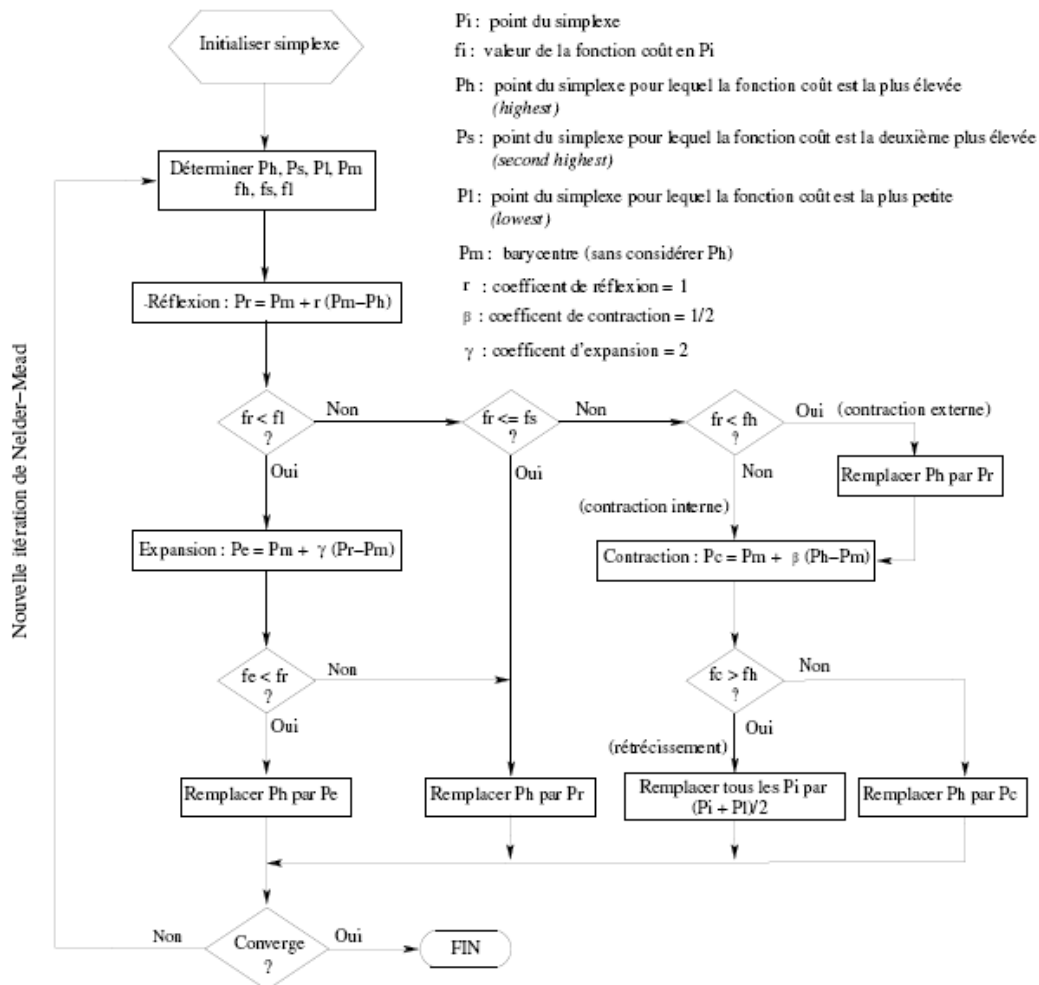 Initialiser simplexe
Pi : point du simplexe
fi : valeur de la fonction coût en Pi
Ph : point du simplexe pour lequel la fonction coût est la plus élevée
(highest)
Ps : point du simplexe pour lequel la fonction coût est la deuxième plus élevée
(second highest)
Pl : point du simplexe pour lequel la fonction coût est la plus petite
(lowest)
Pm : barycentre (sans considérer Ph)
r : coefficent de réflexion = 1
β : coefficent de contraction = 1/2
γ : coefficent d'expansion = 2
Déterminer Ph, Ps, Pl, Pm
fh, fs, fl
-Réflexion : Pr = Pm + r (Pm-Ph)
Nouvelle itération de Nelder-Mead
fr < fl
?
Non
Oui
fr <= fs
?
Non
Oui
fr < fh
?
Oui (contraction externe)
Non
Remplacer Ph par Pr
(contraction interne)
Expansion : Pe = Pm + γ (Pr-Pm)
Contraction : Pc = Pm + β (Ph-Pm)
fe < fr
?
Non
Oui
fc > fh
?
Non
Oui
(rétrécissement)
Remplacer Ph par Pe
Remplacer Ph par Pr
Remplacer tous les Pi par
(Pi + Pl)/2
Remplacer Ph par Pc
Converge
?
Non
Oui
FIN